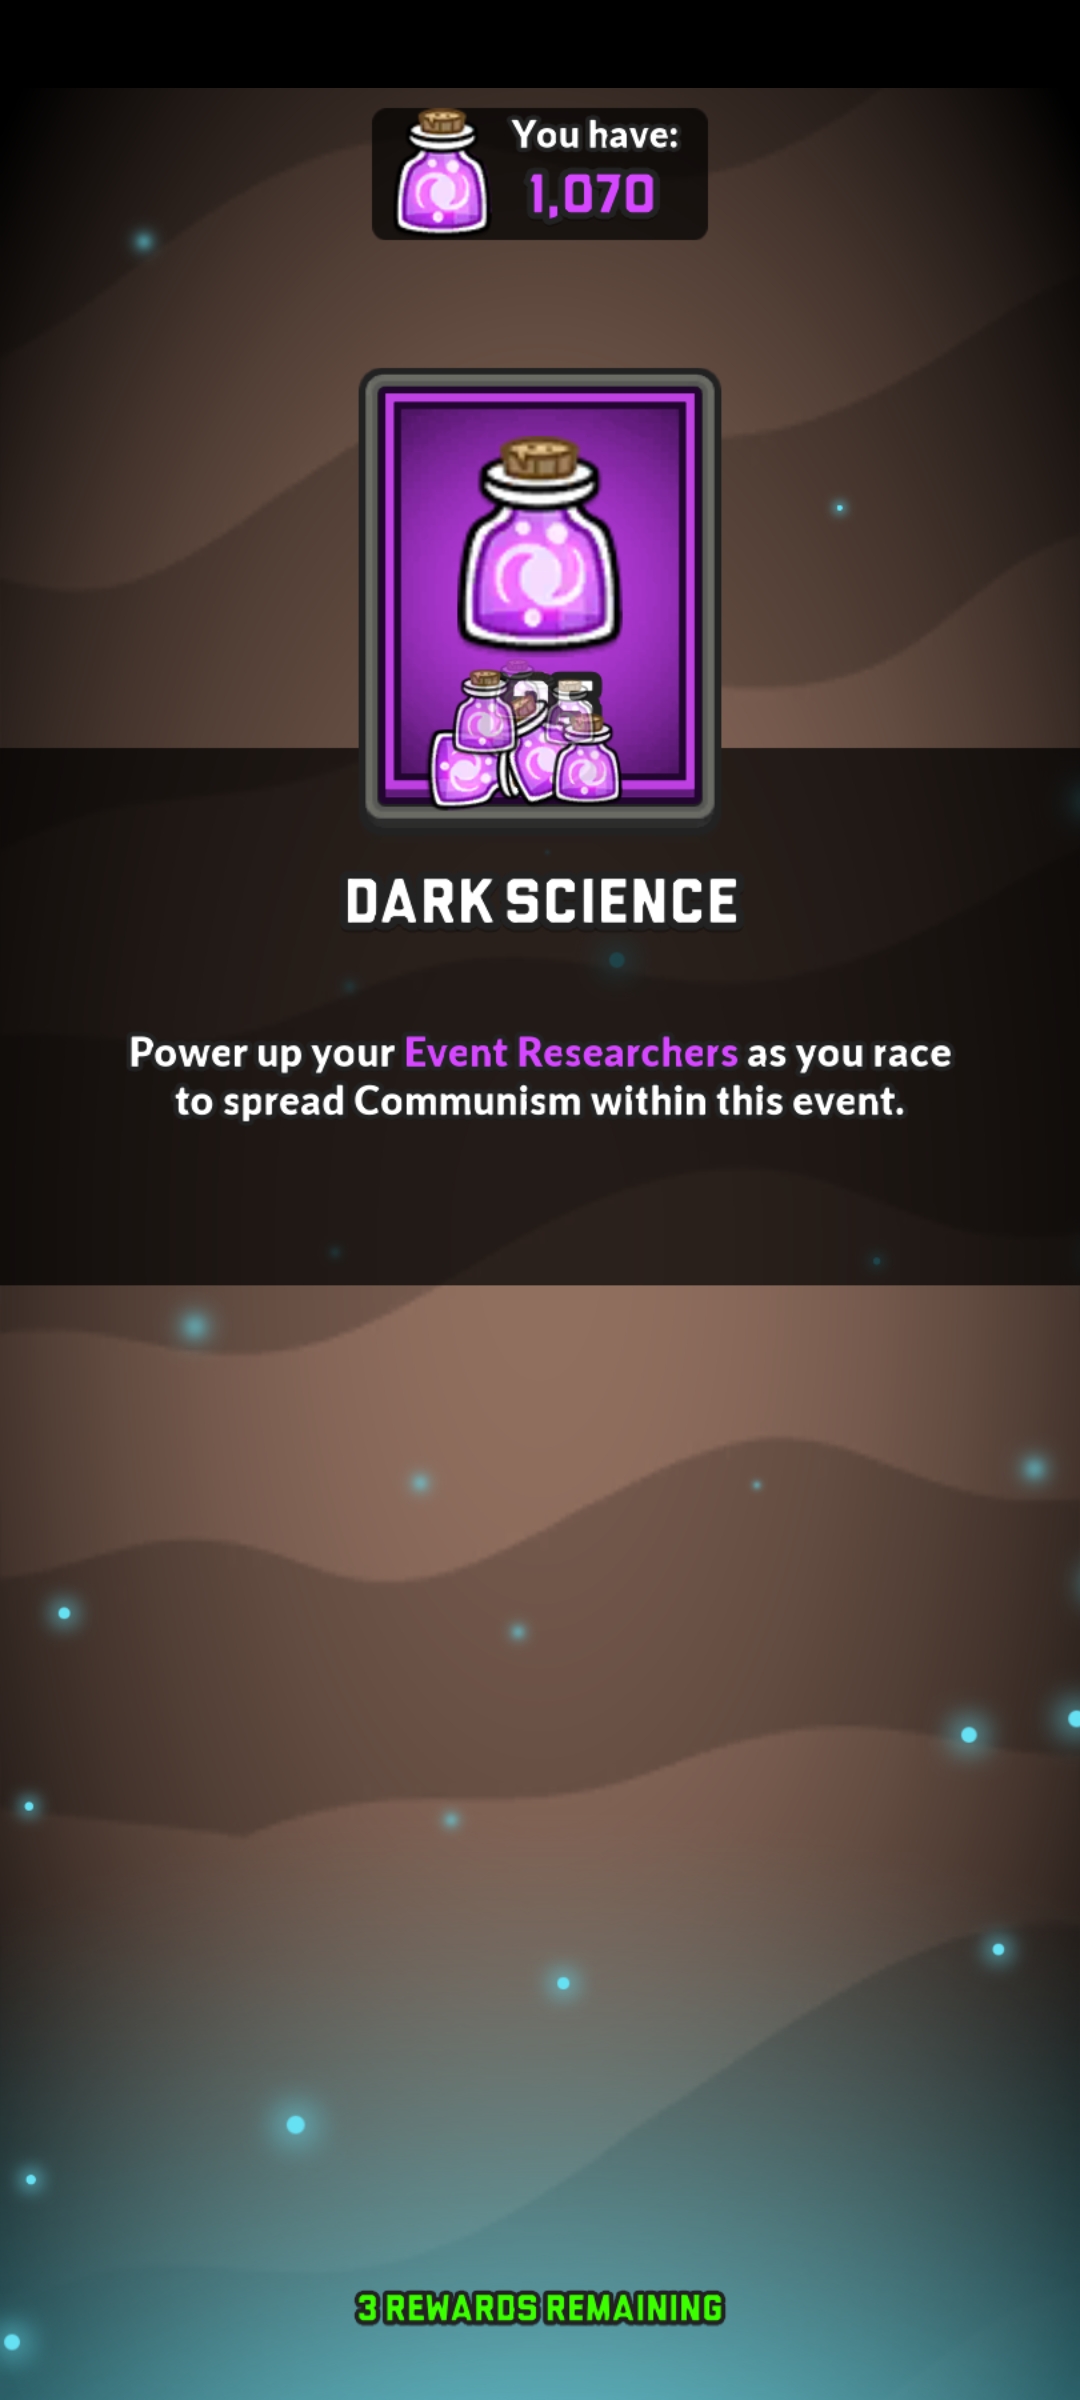 You have:
1,070
DARK SCIENCE
Power up your Event Researchers as you race
to spread Communism within this event.
3 REWARDS REMAINING